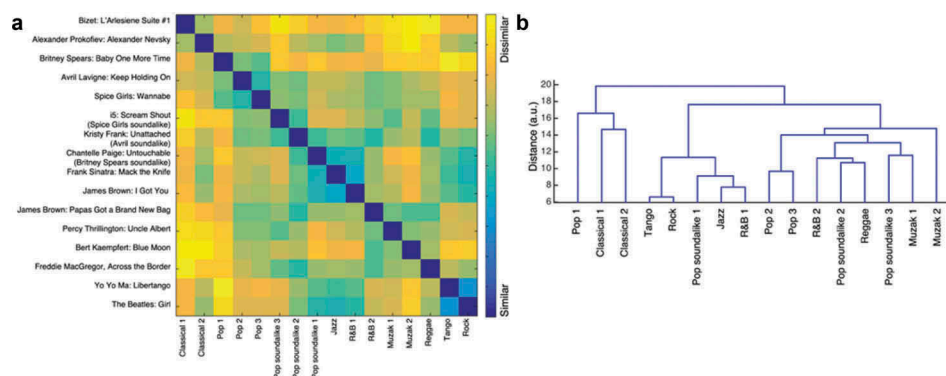 a
Bizet: L'Arlesiene Suite #1
Alexander Prokofiev: Alexander Nevsky
Britney Spears: Baby One More Time
Avril Lavigne: Keep Holding On
Spice Girls: Wannabe
i5: Scream Shout
(Spice Girls soundalike)
Kristy Frank: Unattached
(Avril soundalike)
Chantelle Paige: Untouchable
(Britney Spears soundalike)
Frank Sinatra: Mack the Knife
James Brown: I Got You
James Brown: Papas Got a Brand New Bag
Percy Thrillington: Uncle Albert
Bert Kaempfert: Blue Moon
Freddie MacGregor, Across the Border
Yo Yo Ma: Libertango
The Beatles: Girl
Classical 1
Classical 2
Pop 1
Pop 2
Pop 3
Pop soundalike 3
Pop soundalike 2
Pop soundalike 1
Jazz
R&B 1
R&B 2
Muzak 1
Muzak 2
Reggae
Tango
Rock
Dissimilar
Similar
b
Distance (a.u.)
20
18
16
14
12
10
8
6
Pop 1
Classical 1
Classical 2
Tango
Rock
Pop soundalike 1
Jazz
R&B 1
Pop 2
Pop 3
R&B 2
Pop soundalike 2
Reggae
Pop soundalike 3
Muzak 1
Muzak 2